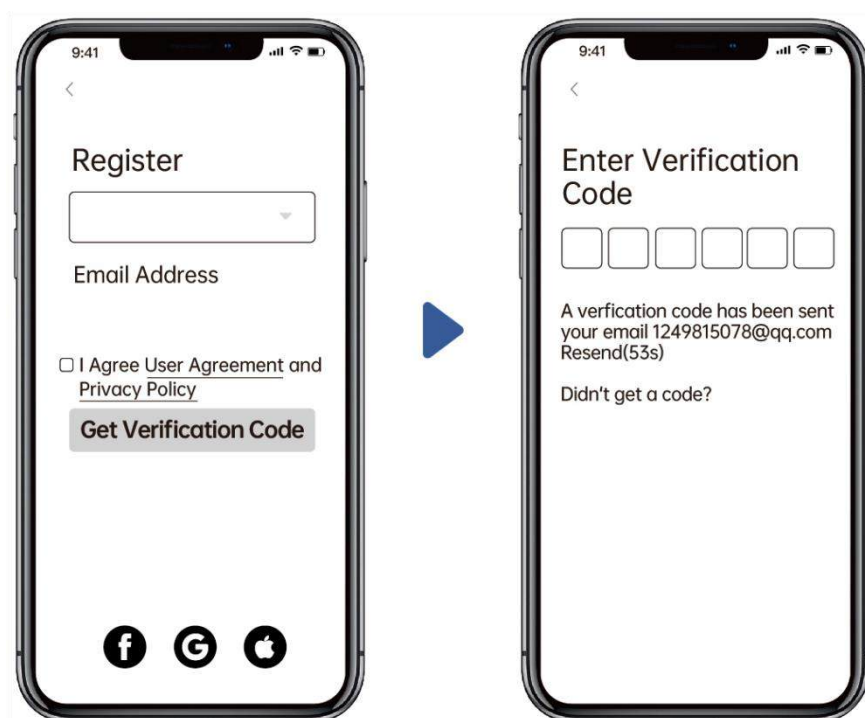 9:41
Register
Email Address
I Agree User Agreement and
Privacy Policy
Get Verification Code
9:41
Enter Verification
Code
A verfication code has been sent
your email 1249815078@qq.com
Resend(53s)
Didn't get a code?